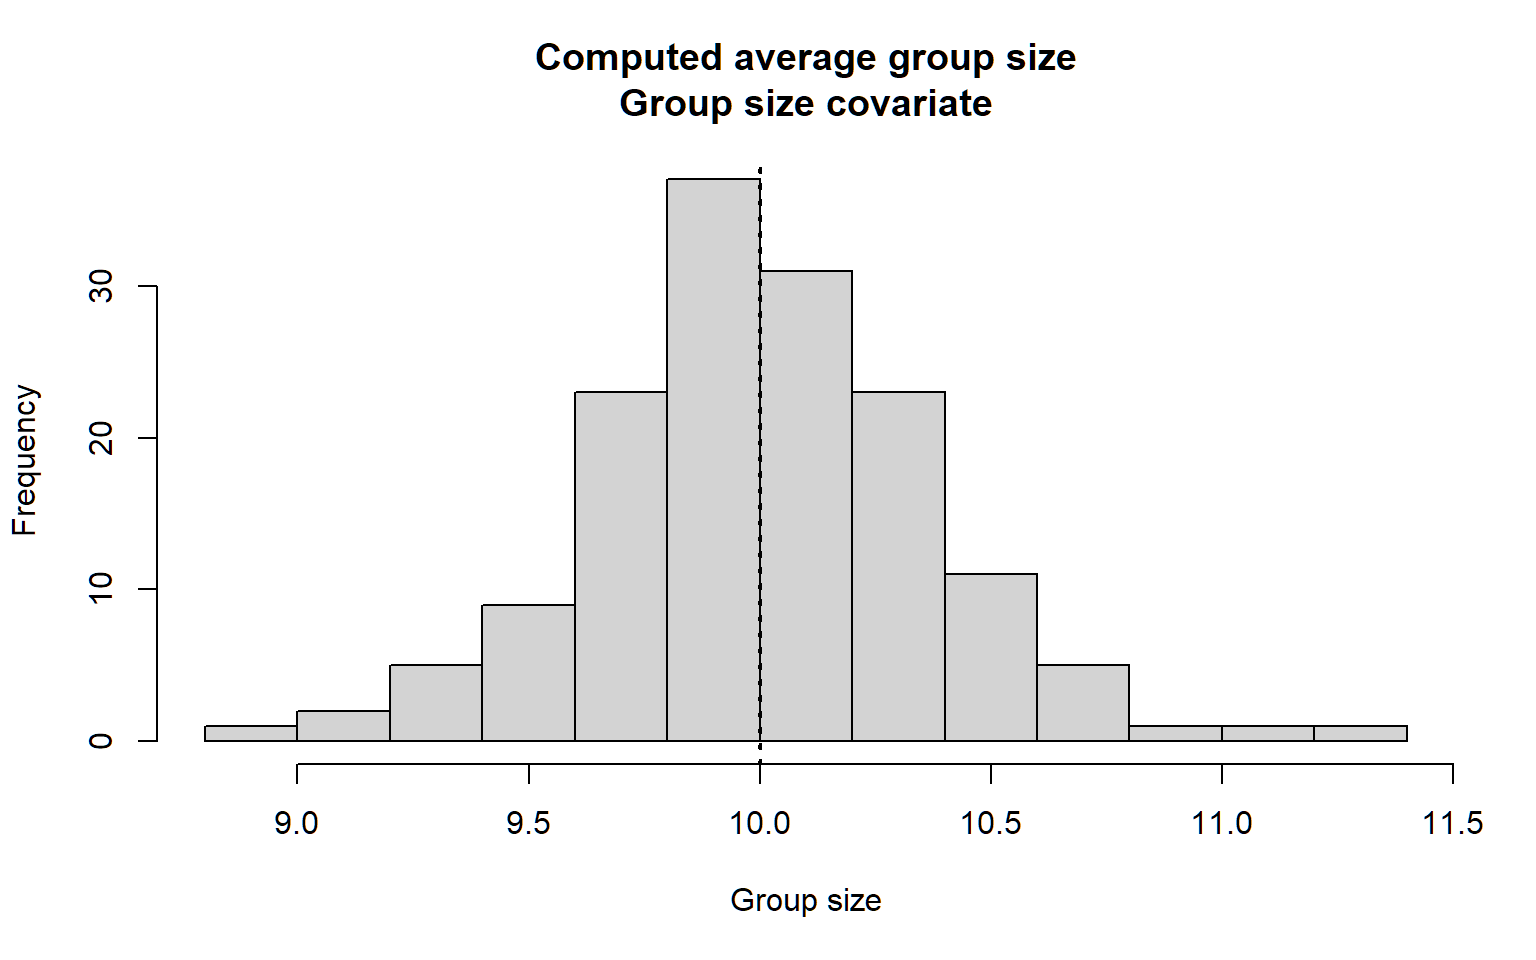 Computed average group size
Group size covariate
Frequency
30
20
10
0
9.0 9.5 10.0 10.5 11.0 11.5
Group size